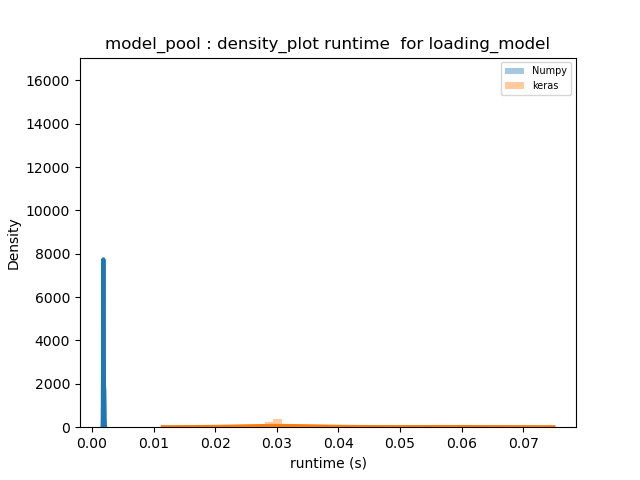 model_pool : density_plot runtime  for loading_model
Numpy
keras
16000
14000
12000
10000
8000
6000
4000
2000
0
Density
0.00 0.01 0.02 0.03 0.04 0.05 0.06 0.07
runtime (s)